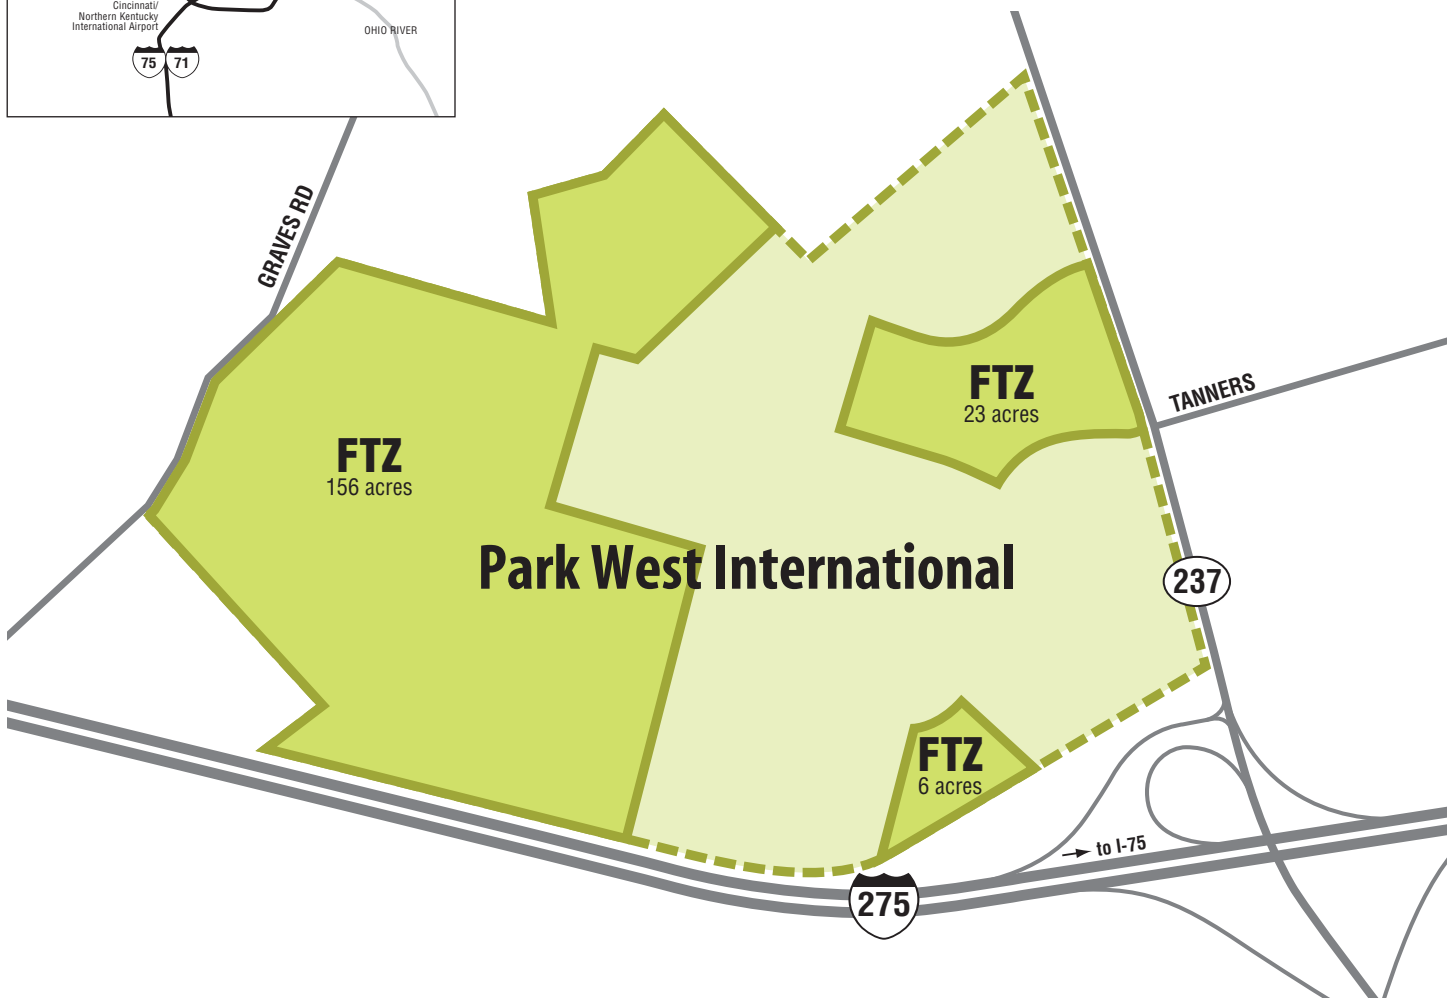 Cincinnati/
Northern Kentucky
International Airport
OHIO RIVER
75 71
GRAVES RD
FTZ
23 acres
TANNERS
FTZ
156 acres
Park West International
237
FTZ
6 acres
to I-75
275